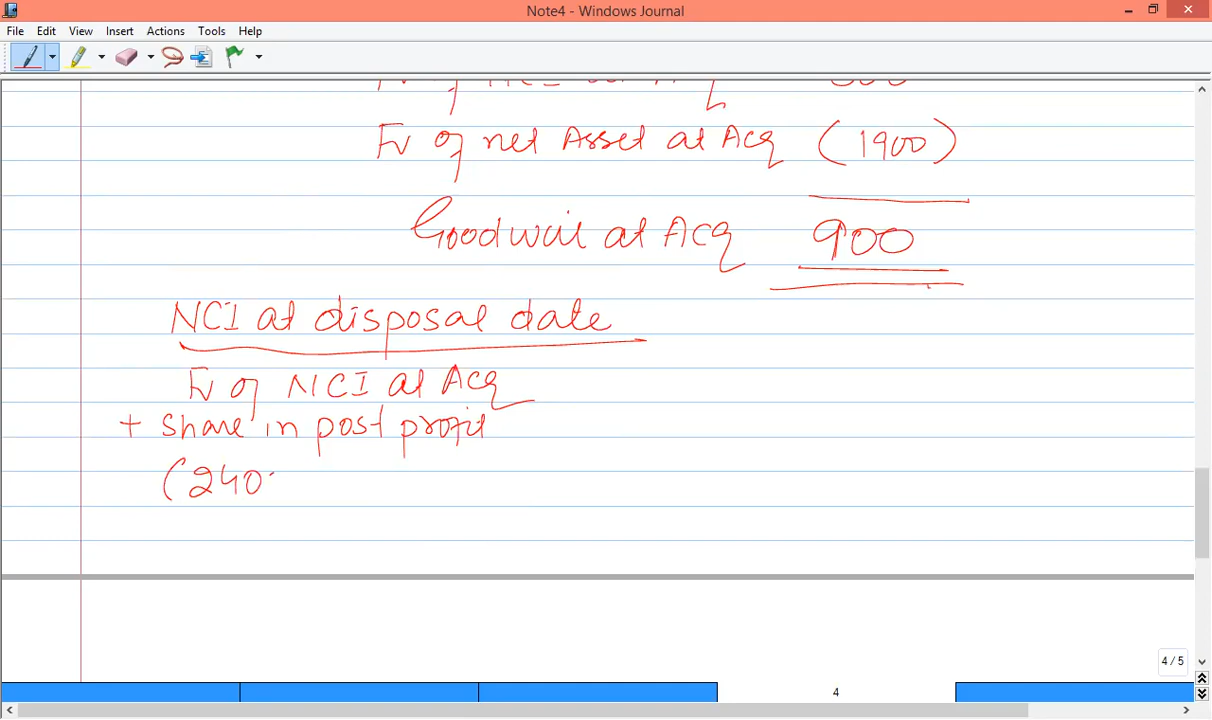 Note4 - Windows Journal
File Edit View Insert Actions Tools Help
Fv of net Asset at Acq (1900)
Goodwill at Acq 900
NCI at disposal date
Fv of NCI at Acq
+ share in post profit
(240
4 / 5
4